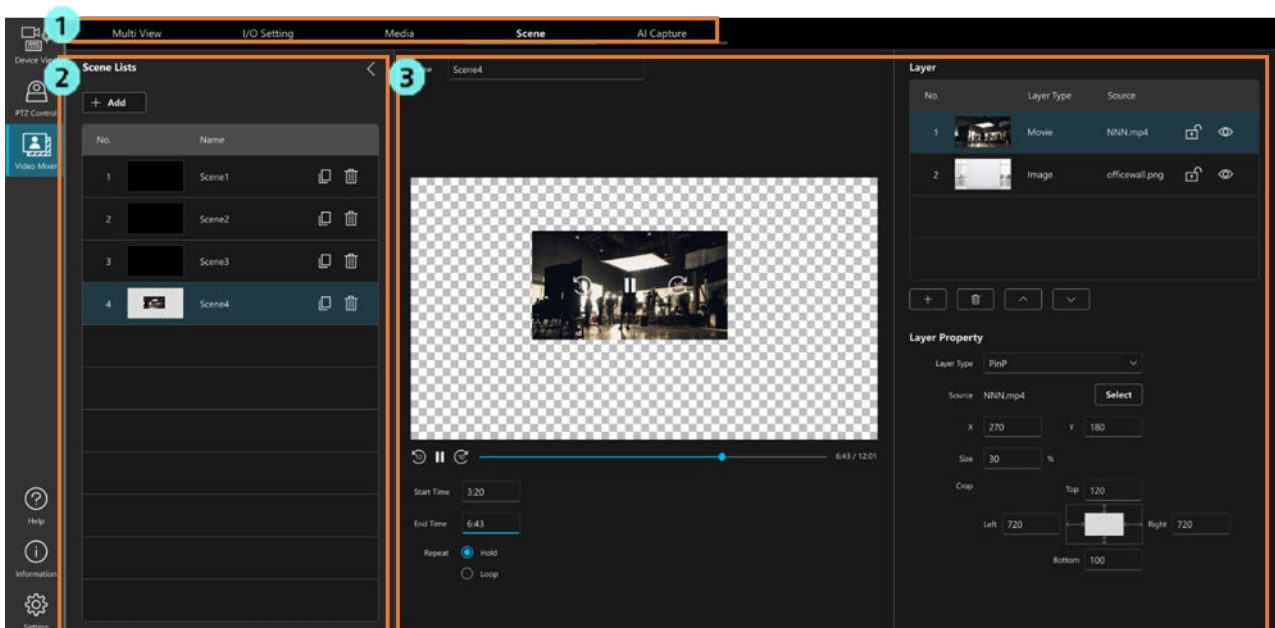 1
Multi View
I/O Setting
Media
Scene
AI Capture
Device View
PTZ Control
Video Mixer
Help
Information
Setting
2
Scene Lists
+ Add
No. Name
1 Scene1
2 Scene2
3 Scene3
4 Scene4
3
Scene4
10 10 6:43 / 12:01
Start Time 3:20
End Time 6:43
Repeat Hold
Loop
Layer
No. Layer Type Source
1 Movie NNN.mp4
2 Image officewall.png
Layer Property
Layer Type PinP
Source NNN.mp4 Select
X 270 Y 180
Size 30 %
Crop Top 120
Left 720 Right 720
Bottom 100